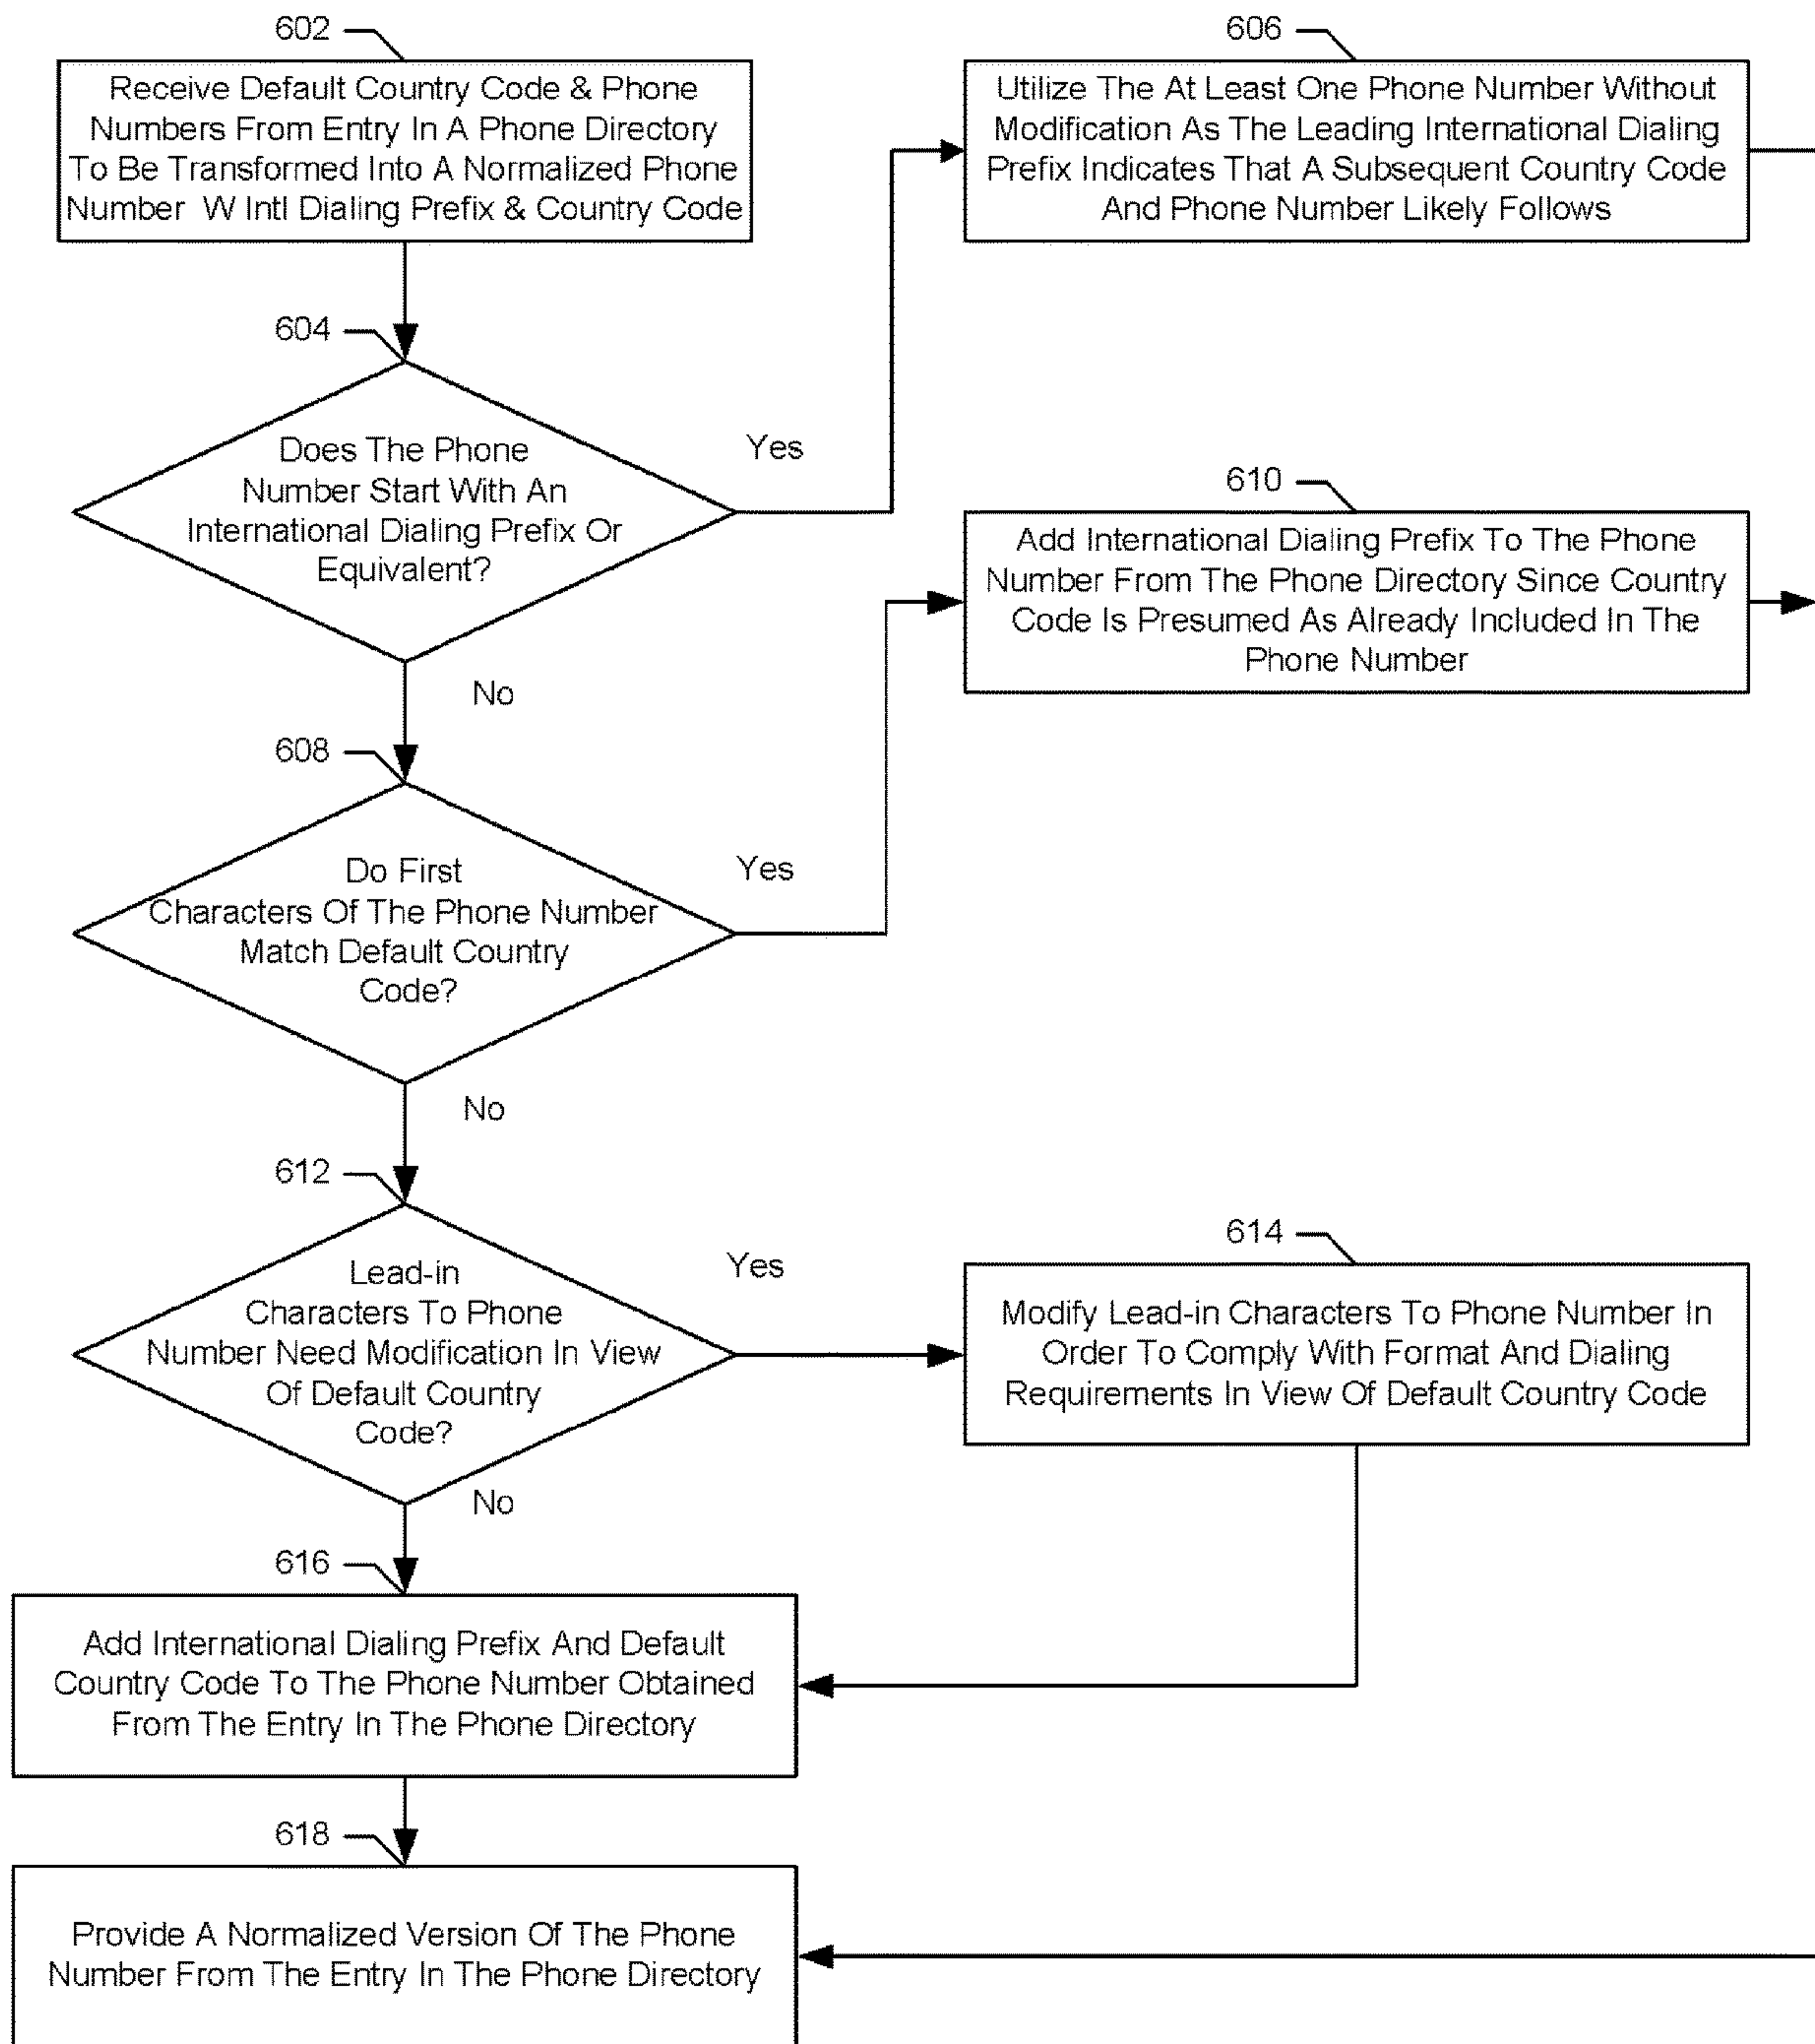 602
Receive Default Country Code & Phone
Numbers From Entry In A Phone Directory
To Be Transformed Into A Normalized Phone
Number W Intl Dialing Prefix & Country Code
606
Utilize The At Least One Phone Number Without
Modification As The Leading International Dialing
Prefix Indicates That A Subsequent Country Code
And Phone Number Likely Follows
604
Does The Phone
Number Start With An
International Dialing Prefix Or
Equivalent?
Yes
No
610
Add International Dialing Prefix To The Phone
Number From The Phone Directory Since Country
Code Is Presumed As Already Included In The
Phone Number
608
Do First
Characters Of The Phone Number
Match Default Country
Code?
Yes
No
612
Lead-in
Characters To Phone
Number Need Modification In View
Of Default Country
Code?
Yes
No
614
Modify Lead-in Characters To Phone Number In
Order To Comply With Format And Dialing
Requirements In View Of Default Country Code
616
Add International Dialing Prefix And Default
Country Code To The Phone Number Obtained
From The Entry In The Phone Directory
618
Provide A Normalized Version Of The Phone
Number From The Entry In The Phone Directory